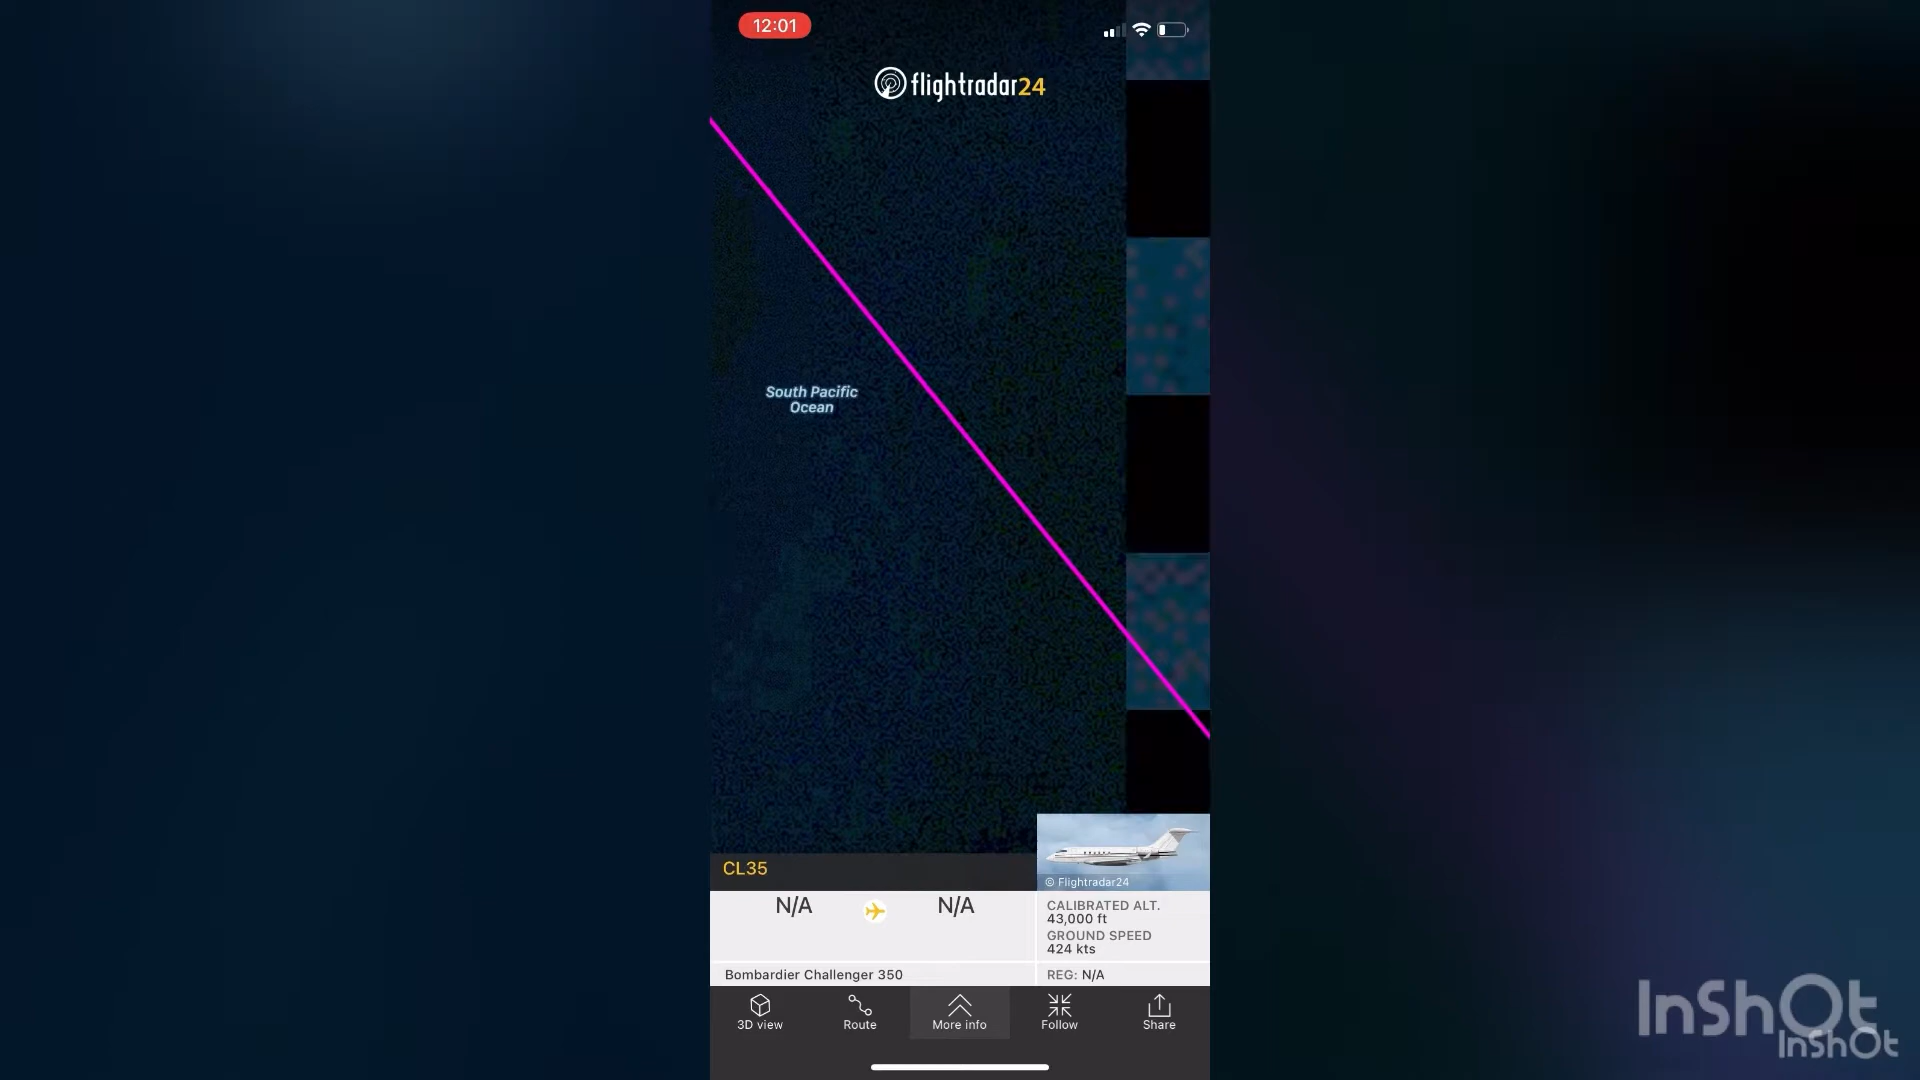 12:01
flightradar24
South Pacific
Ocean
CL35
© Flightradar24
N/A
N/A
CALIBRATED ALT.
43,000 ft
GROUND SPEED
424 kts
Bombardier Challenger 350
REG: N/A
3D view
Route
More info
Follow
Share
InShOt
InShOt